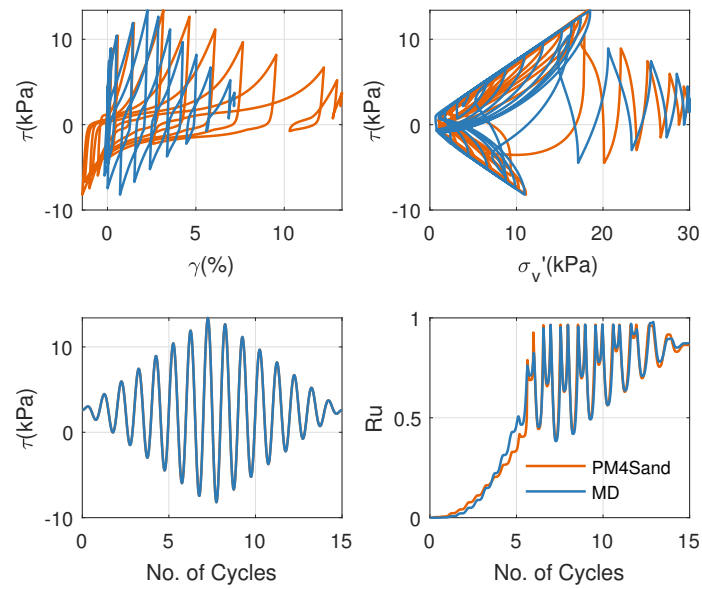 10
0
-10
τ(kPa)
0
5
10
γ(%)
10
0
-10
τ(kPa)
0
10
20
30
σv'(kPa)
10
0
-10
τ(kPa)
0
5
10
15
No. of Cycles
1
0.5
0
Ru
PM4Sand
MD
0
5
10
15
No. of Cycles